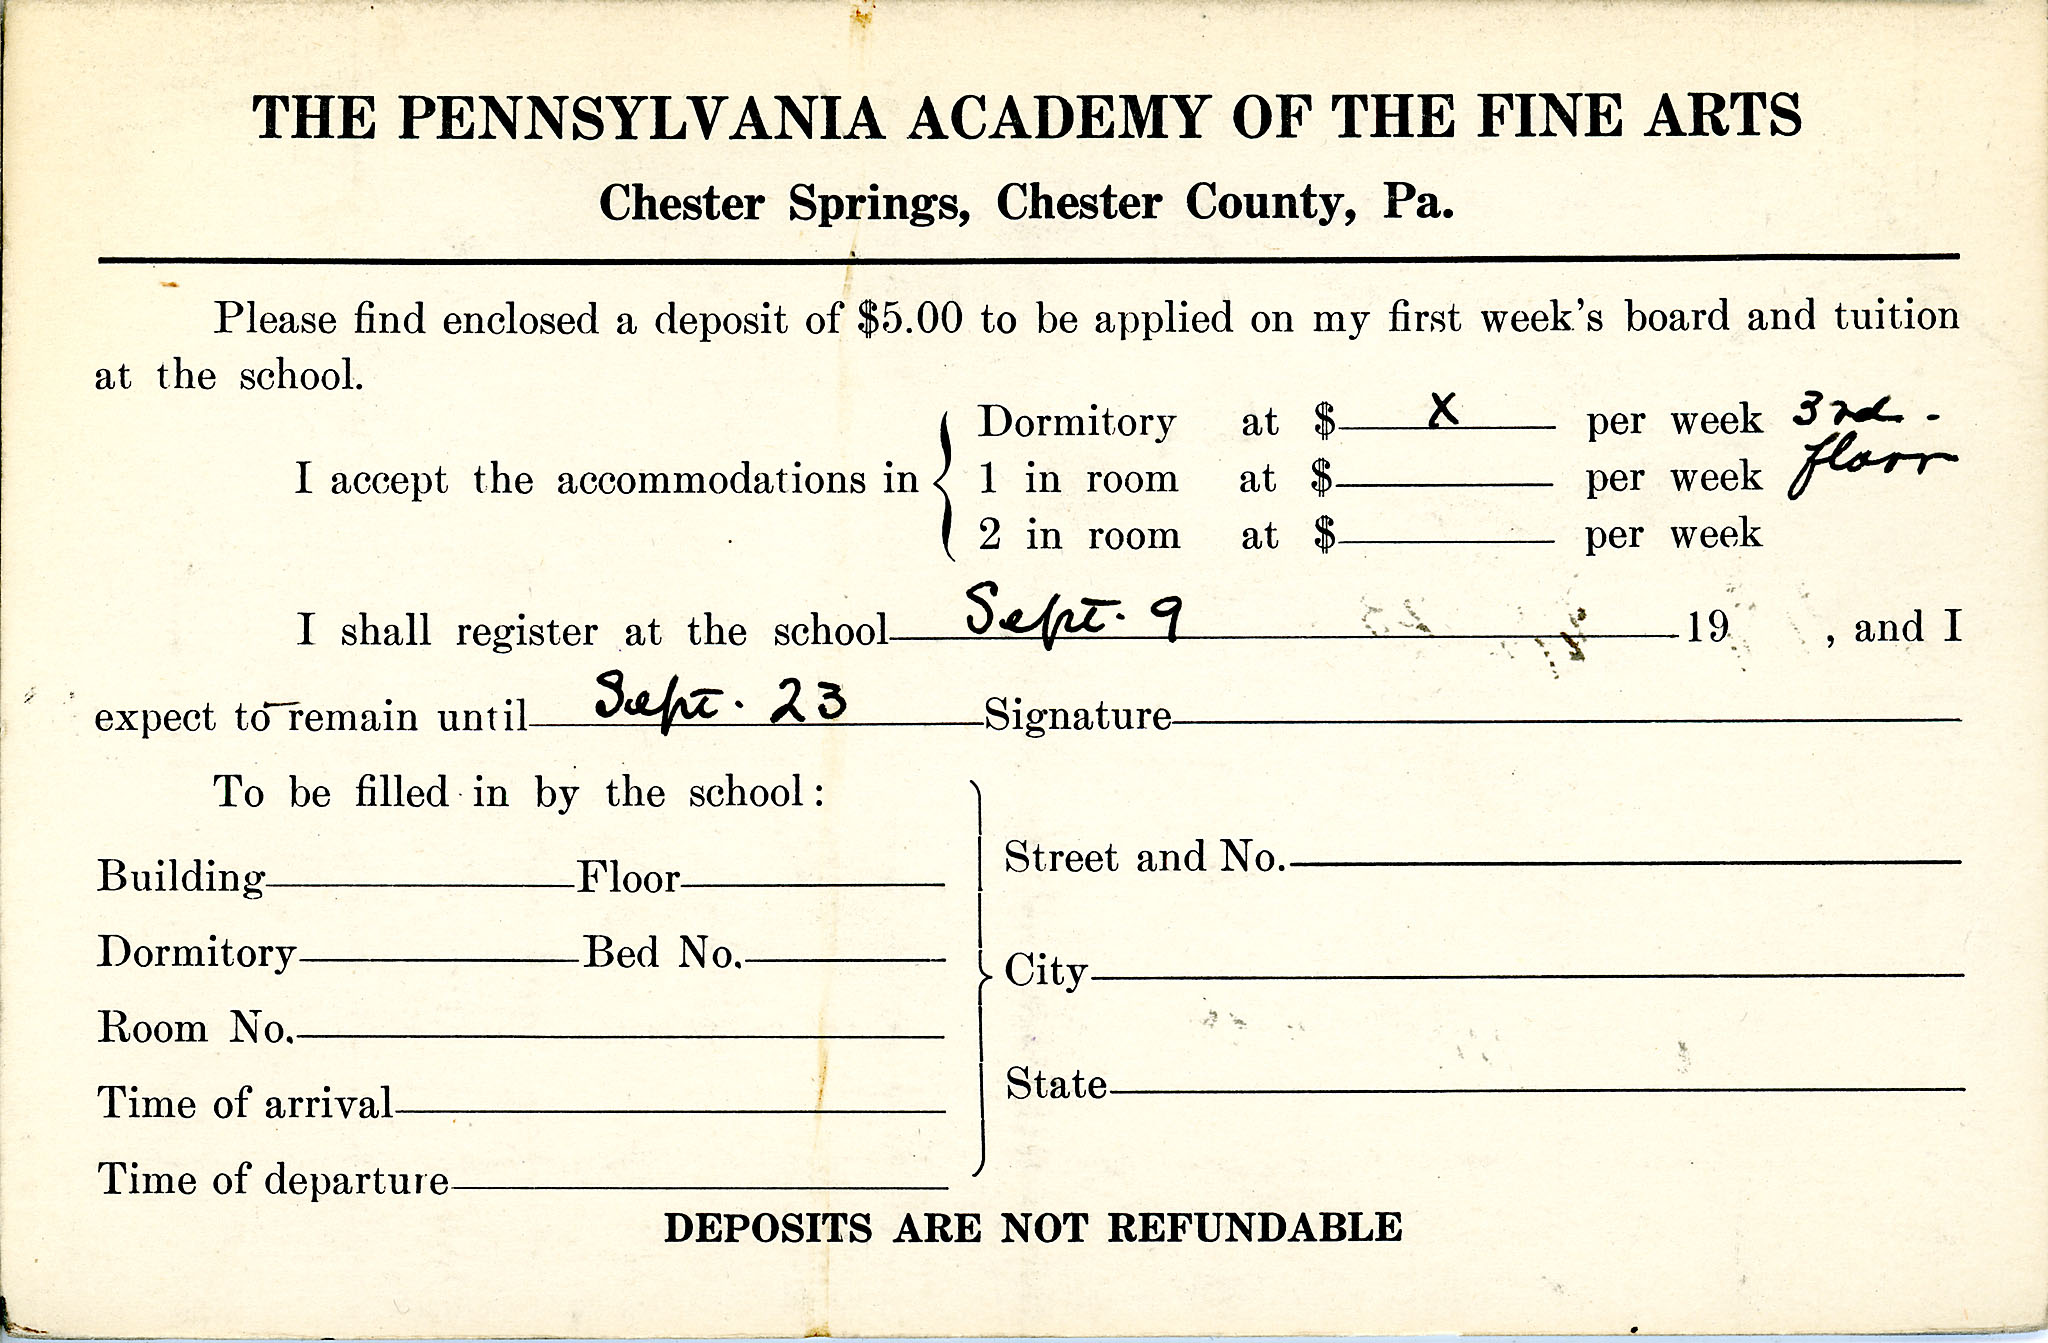 THE PENNSYLVANIA ACADEMY OF THE FINE ARTS
Chester Springs, Chester County, Pa.
Please find enclosed a deposit of $5.00 to be applied on my first week's board and tuition
at the school.
Dormitory at $ X per week 3rd -
I accept the accommodations in 1 in room at $ per week floor
2 in room at $ per week
I shall register at the school Sept. 9 19 , and I
expect to remain until Sept. 23 Signature
To be filled in by the school:
Building Floor
Dormitory Bed No.
Room No.
Time of arrival
Time of departure
Street and No.
City
State
DEPOSITS ARE NOT REFUNDABLE